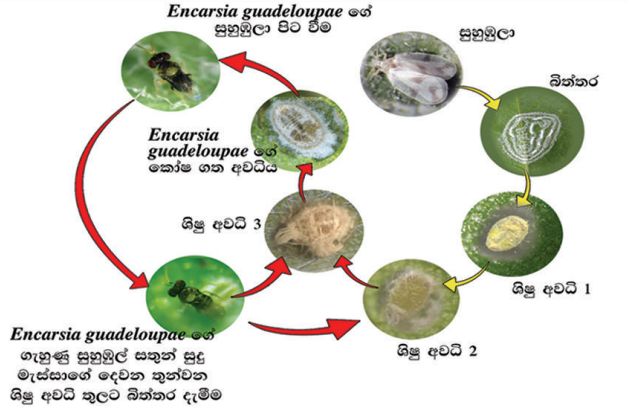 Encarsia guadeloupae ගේ
සුහුඹුලා පිට වීම
සුහුඹුලා
බිත්තර
Encarsia
guadeloupae ගේ
කෝෂ ගත අවධිය
ශිෂු අවධි 3
ශිෂු අවධි 1
ශිෂු අවධි 2
Encarsia guadeloupae ගේ
ගැහැණු සුහුඹුල් සතුන් සුදු
මැස්සාගේ දෙවන තුන්වන
ශිෂු අවධි තුලට බිත්තර දැමීම